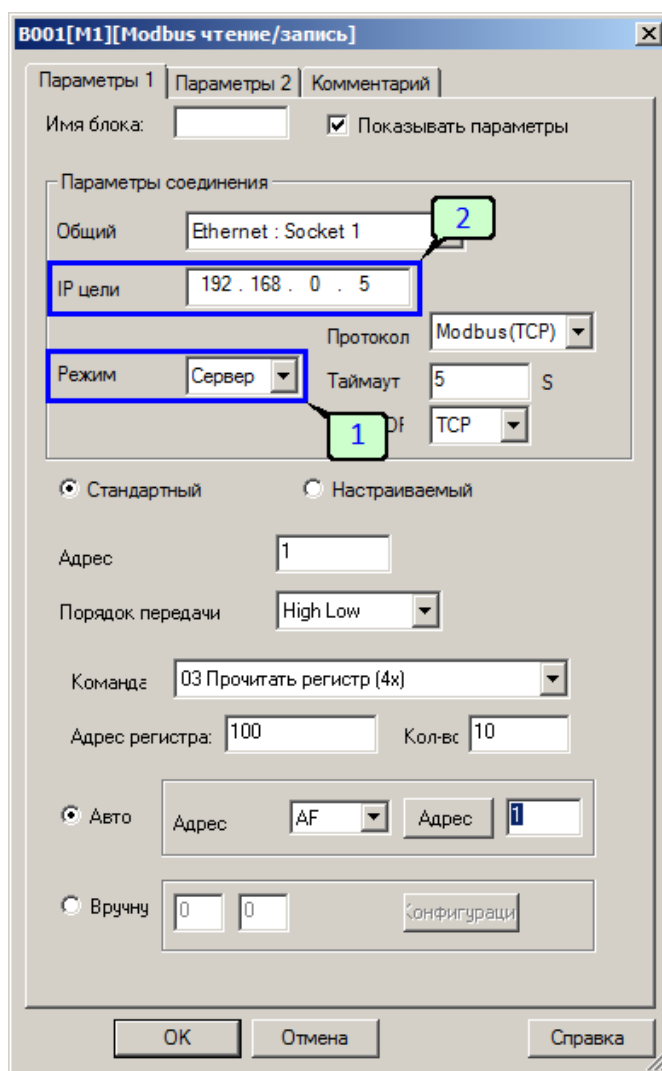 B001[M1][Modbus чтение/запись]
Параметры 1 Параметры 2 Комментарий
Имя блока: Показывать параметры
Параметры соединения
2
Общий Ethernet : Socket 1
IP цели 192 . 168 . 0 . 5
Протокол Modbus(TCP)
Режим Сервер Таймаут 5 S
1 TCP
Стандартный Настраиваемый
Адрес 1
Порядок передачи High Low
Команда 03 Прочитать регистр (4x)
Адрес регистра: 100 Кол-вс 10
Авто Адрес AF Адрес 1
Вручну 0 0 Конфигураци
OK Отмена Справка